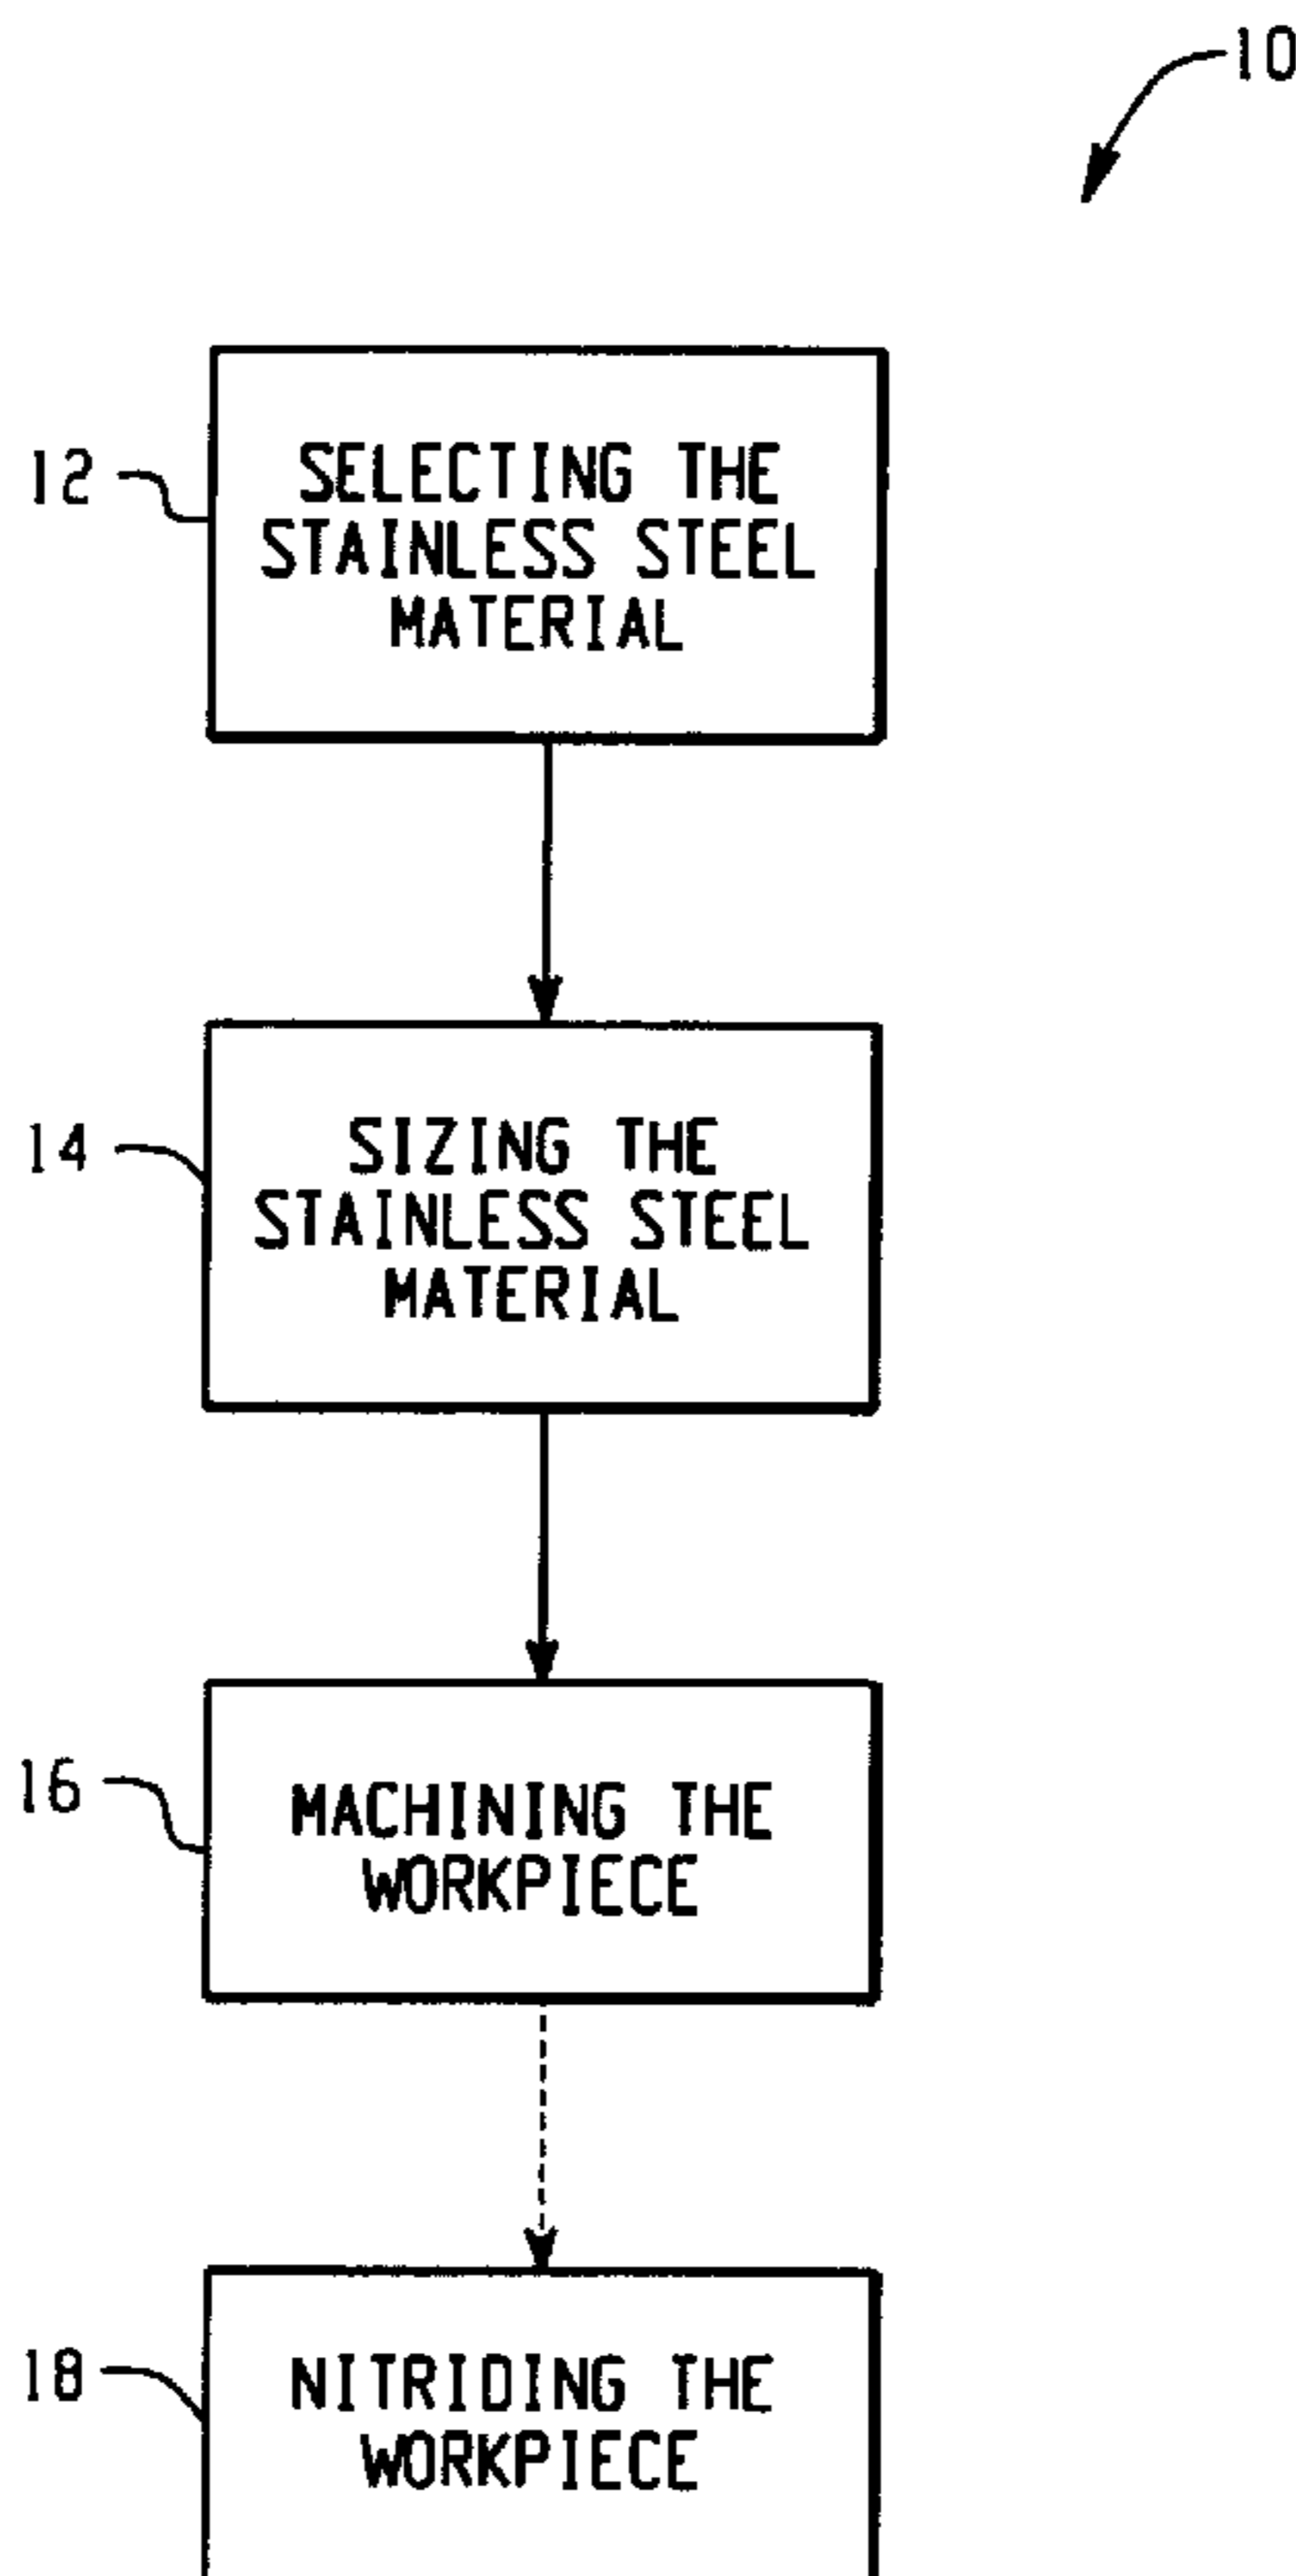 10
12
SELECTING THE
STAINLESS STEEL
MATERIAL
14
SIZING THE
STAINLESS STEEL
MATERIAL
16
MACHINING THE
WORKPIECE
18
NITRIDING THE
WORKPIECE